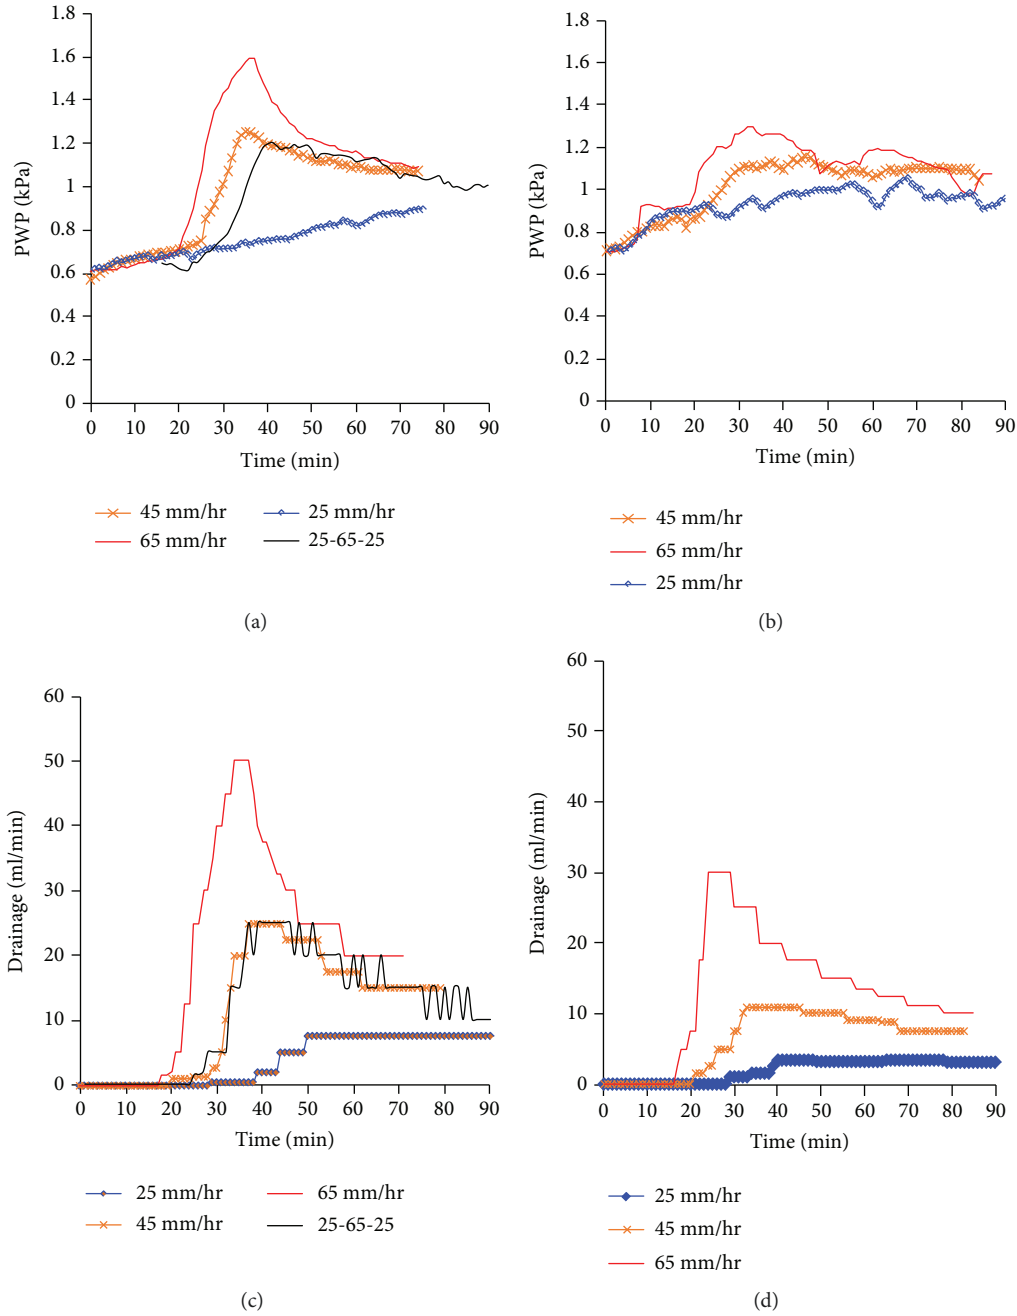 PWP (kPa)
1.8
1.6
1.4
1.2
1
0.8
0.6
0.4
0.2
0
0 10 20 30 40 50 60 70 80 90
Time (min)
45 mm/hr 25 mm/hr
65 mm/hr 25-65-25
(a)
PWP (kPa)
1.8
1.6
1.4
1.2
1
0.8
0.6
0.4
0.2
0
0 10 20 30 40 50 60 70 80 90
Time (min)
45 mm/hr
65 mm/hr
25 mm/hr
(b)
Drainage (ml/min)
60
50
40
30
20
10
0
0 10 20 30 40 50 60 70 80 90
Time (min)
25 mm/hr 65 mm/hr
45 mm/hr 25-65-25
(c)
Drainage (ml/min)
60
50
40
30
20
10
0
0 10 20 30 40 50 60 70 80 90
Time (min)
25 mm/hr
45 mm/hr
65 mm/hr
(d)